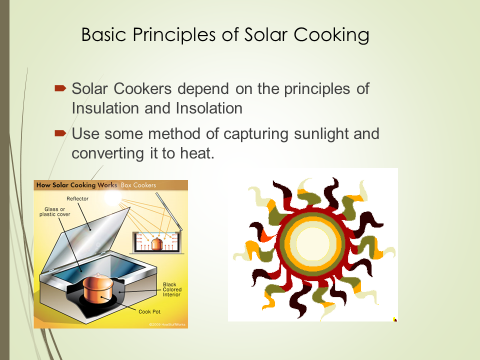 Basic Principles of Solar Cooking
Solar Cookers depend on the principles of
Insulation and Insolation
Use some method of capturing sunlight and
converting it to heat.
How Solar Cooking Works: Box Cookers
Reflector
Glass or
plastic cover
Black
Colored
Interior
Cook Pot